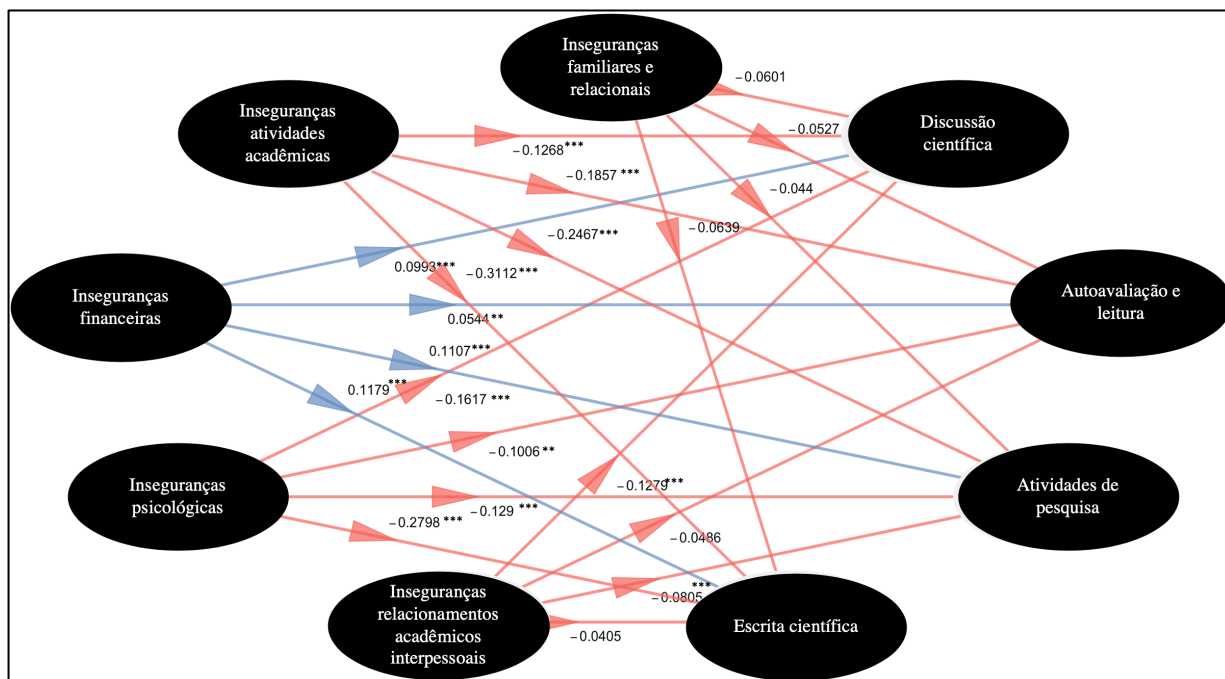 Inseguranças
familiares e
relacionais
−0.0601
Inseguranças
atividades
acadêmicas
Discussão
científica
−0.0527
−0.1268***
−0.1857 ***
−0.044
−0.0639
−0.2467***
0.0993***
−0.3112 ***
Inseguranças
financeiras
Autoavaliação e
leitura
0.0544 **
0.1107***
0.1179***
−0.1617 ***
−0.1006 **
Inseguranças
psicológicas
Atividades de
pesquisa
−0.1279***
−0.129 ***
−0.2798 ***
−0.0486
***
−0.0805
Inseguranças
relacionamentos
acadêmicos
interpessoais
Escrita científica
−0.0405